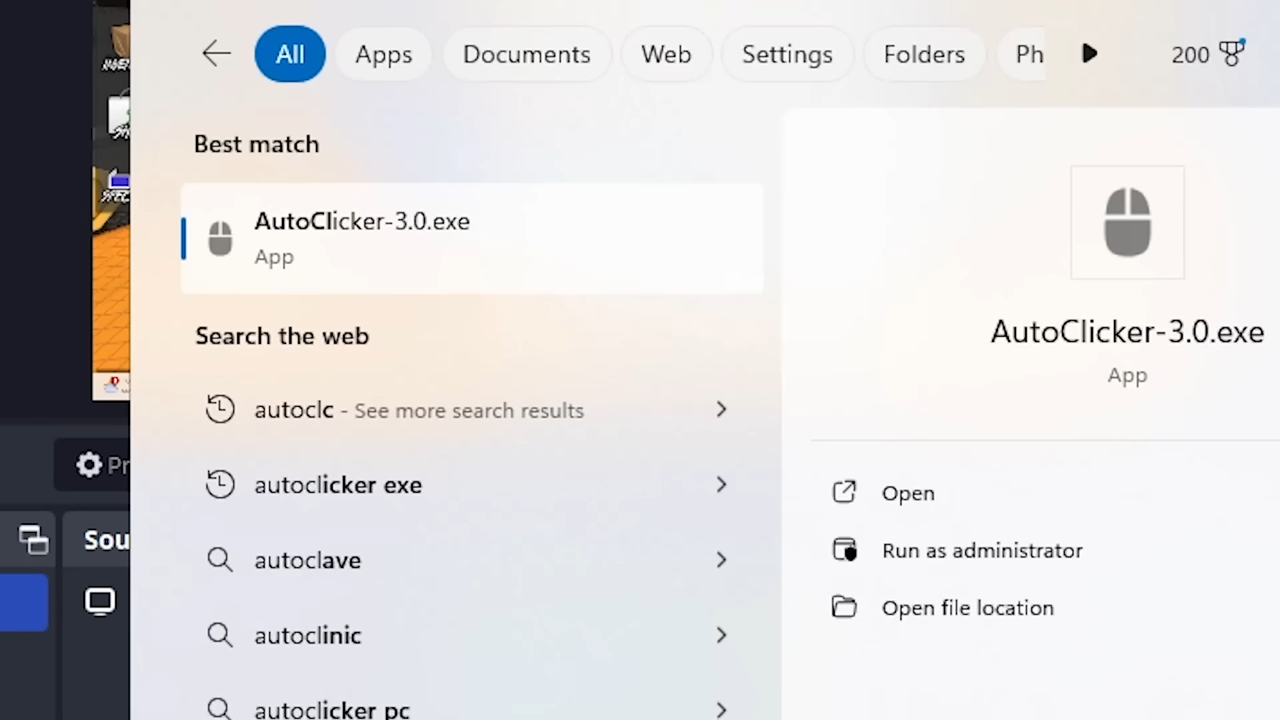 All
Apps
Documents
Web
Settings
Folders
Ph
200
Best match
AutoClicker-3.0.exe
App
Search the web
autoclc - See more search results
autoclicker exe
autoclave
autoclinic
autoclicker pc
AutoClicker-3.0.exe
App
Open
Run as administrator
Open file location
Pr
Sou